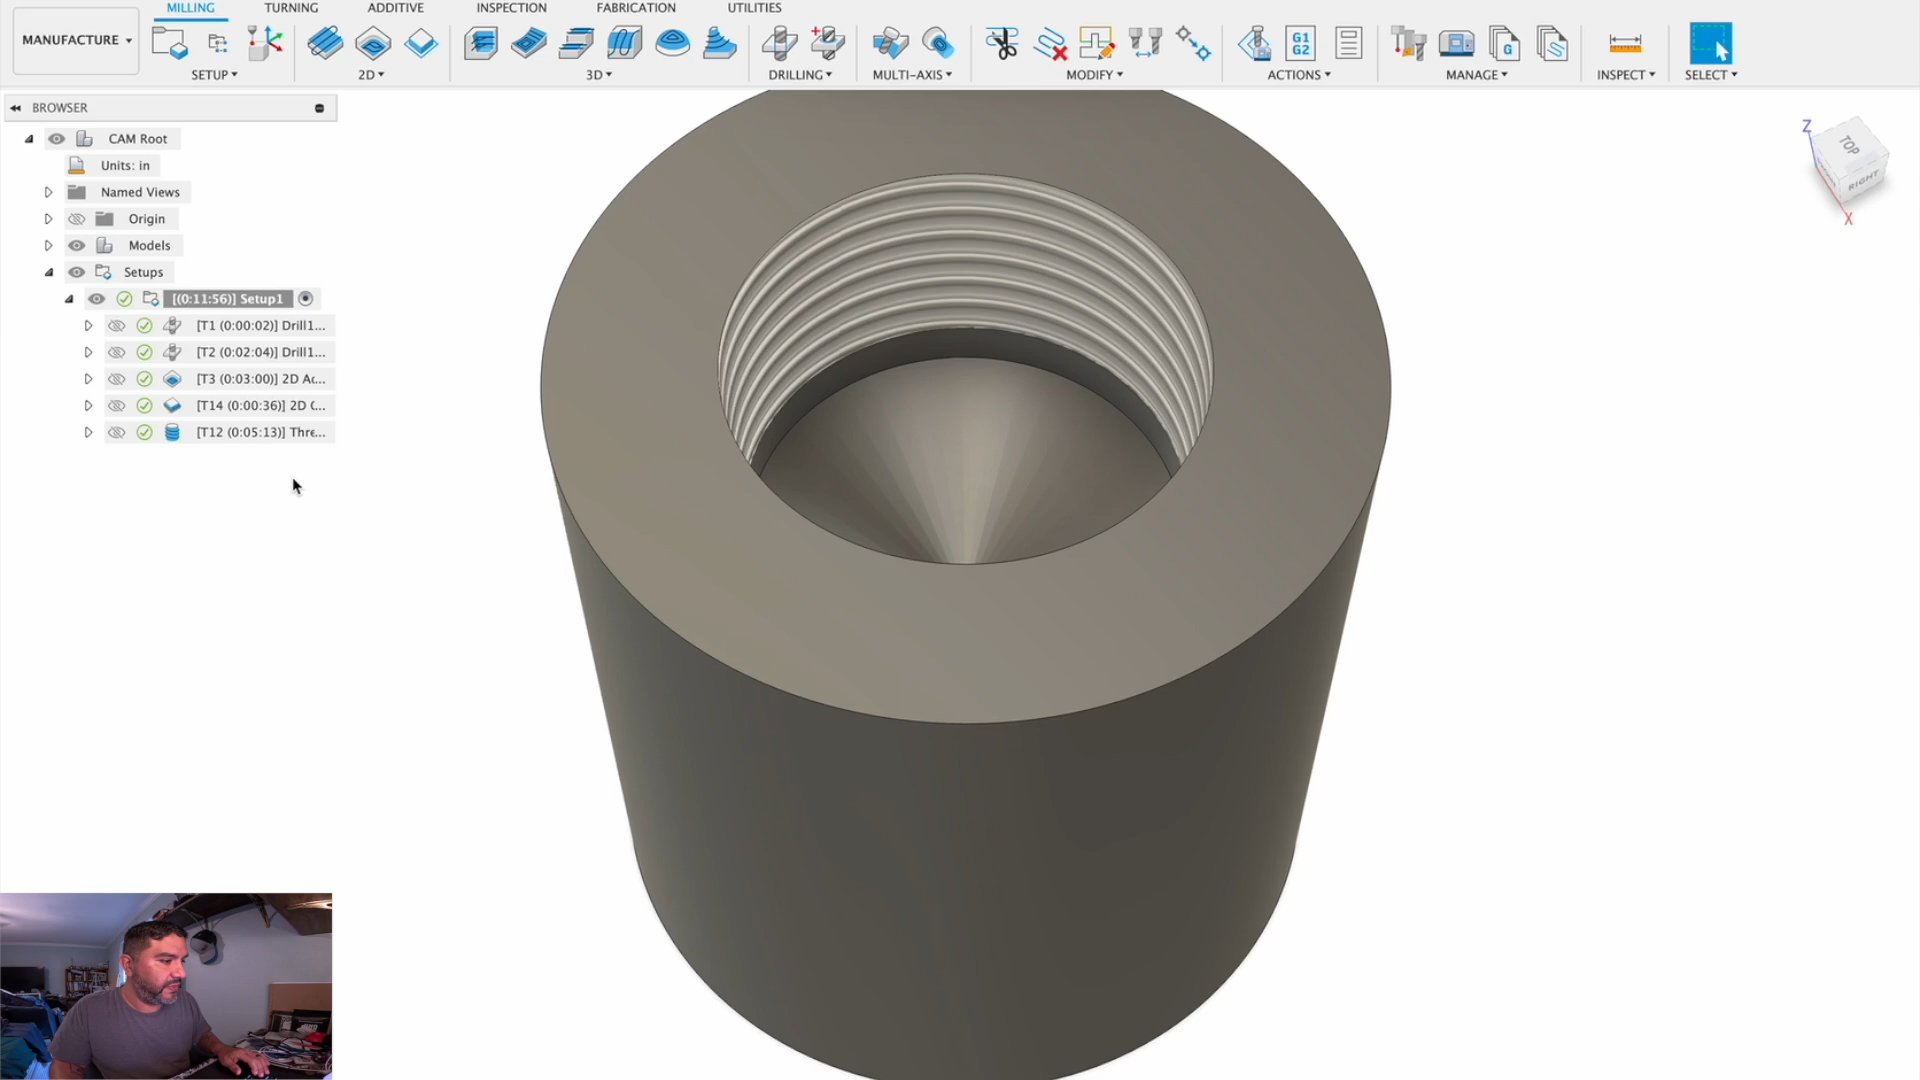 MILLING TURNING ADDITIVE INSPECTION FABRICATION UTILITIES
MANUFACTURE
G1 G
G2
SETUP 2D 3D DRILLING MULTI-AXIS MODIFY ACTIONS MANAGE INSPECT SELECT
BROWSER
CAM Root
Units: in
Named Views
Origin
Models
Setups
[(0:11:56)] Setup1
[T1 (0:00:02)] Drill1...
[T2 (0:02:04)] Drill1...
[T3 (0:03:00)] 2D Ac...
[T14 (0:00:36)] 2D C...
[T12 (0:05:13)] Thre...
Z
TOP
RIGHT
X